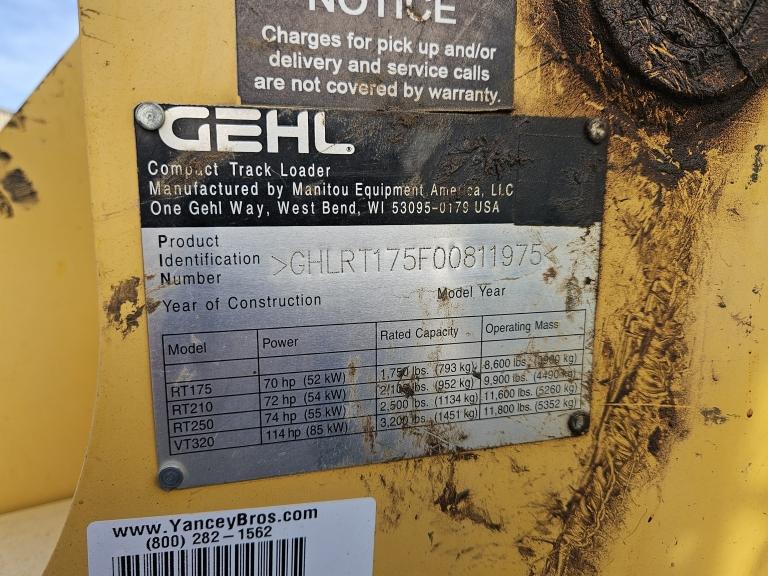 NOTICE
Charges for pick up and/or
delivery and service calls
are not covered by warranty.
GEHL
Compact Track Loader
Manufactured by Manitou Equipment America, LLC
One Gehl Way, West Bend, WI 53095-0179 USA
Product
Identification >GHLRT175F00811975<
Number
Year of Construction Model Year
Model Power Rated Capacity Operating Mass
RT175 70 hp (52 kW) 1,750 lbs. (793 kg) 8,600 lbs. (3900 kg)
RT210 72 hp (54 kW) 2,100 lbs. (952 kg) 9,900 lbs. (4490 kg)
RT250 74 hp (55 kW) 2,500 lbs. (1134 kg) 11,600 lbs. (5260 kg)
VT320 114 hp (85 kW) 3,200 lbs. (1451 kg) 11,800 lbs. (5352 kg)
www.YanceyBros.com
(800) 282-1562